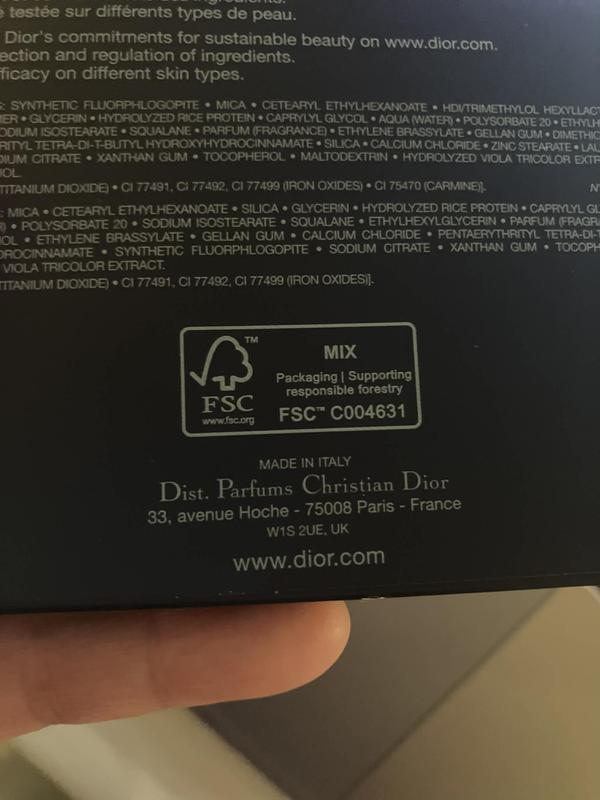 é testée sur différents types de peau.
Dior's commitments for sustainable beauty on www.dior.com.
ection and regulation of ingredients.
fficacy on different skin types.
SYNTHETIC FLUORPHLOGOPITE • MICA • CETEARYL ETHYLHEXANOATE • HDI/TRIMETHYLOL HEXYLLACT
MER • GLYCERIN • HYDROLYZED RICE PROTEIN • CAPRYLYL GLYCOL • AQUA (WATER) • POLYSORBATE 20 • ETHYLH
ODIUM ISOSTEARATE • SQUALANE • PARFUM (FRAGRANCE) • ETHYLENE BRASSYLATE • GELLAN GUM • DIMETHIC
RITYL TETRA-DI-T-BUTYL HYDROXYHYDROCINNAMATE • SILICA • CALCIUM CHLORIDE • ZINC STEARATE • LAU
IUM CITRATE • XANTHAN GUM • TOCOPHEROL • MALTODEXTRIN • HYDROLYZED VIOLA TRICOLOR EXTR
OL.
TITANIUM DIOXIDE) • CI 77491, CI 77492, CI 77499 (IRON OXIDES) • CI 75470 (CARMINE)]. N°
: MICA • CETEARYL ETHYLHEXANOATE • SILICA • GLYCERIN • HYDROLYZED RICE PROTEIN • CAPRYLYL GL
) • POLYSORBATE 20 • SODIUM ISOSTEARATE • SQUALANE • ETHYLHEXYLGLYCERIN • PARFUM (FRAGR
OL • ETHYLENE BRASSYLATE • GELLAN GUM • CALCIUM CHLORIDE • PENTAERYTHRITYL TETRA-DI-T
DROCINNAMATE • SYNTHETIC FLUORPHLOGOPITE • SODIUM CITRATE • XANTHAN GUM • TOCOPH
VIOLA TRICOLOR EXTRACT.
TITANIUM DIOXIDE) • CI 77491, CI 77492, CI 77499 (IRON OXIDES)].
™
FSC
www.fsc.org
MIX
Packaging | Supporting
responsible forestry
FSC™ C004631
MADE IN ITALY
Dist. Parfums Christian Dior
33, avenue Hoche - 75008 Paris - France
W1S 2UE, UK
www.dior.com